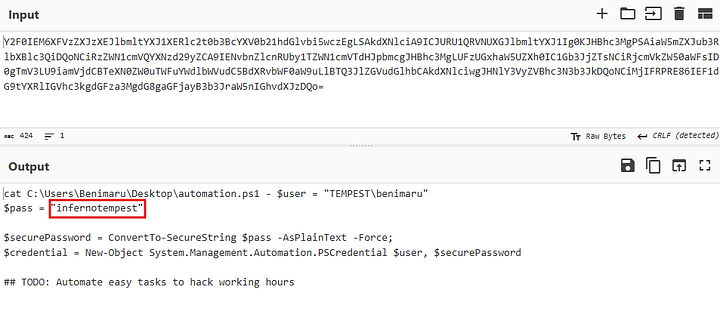 Input
Y2F0IEM6XFVzZXJzXEJlbmltYXJ1XERlc2t0b3BcYXV0b21hdGlvbi5wczEgLSAkdXNlciA9ICJURU1QRVNUXGJlbmltYXJ1Ig0KJHBhc3MgPSAiaW5mZXJub3R
lbXBlc3QiDQoNCiRzZWN1cmVQYXNzd29yZCA9IENvbnZlcnRUby1TZWN1cmVTdHJpbmcgJHBhc3MgLUFzUGxhaW5UZXh0IC1Gb3JjZTsNCiRjcmVkZW50aWFsID
0gTmV3LU9iamVjdCBTeXN0ZW0uTWFuYWdlbWVudC5BdXRvbWF0aW9uLlBTQ3JlZGVudGlhbCAkdXNlciwgJHNlY3VyZVBhc3N3b3JkDQoNCiMjIFRPRE86IEF1d
G9tYXRlIGVhc3kgdGFza3MgdG8gaGFjayB3b3JraW5nIGhvdXJzDQo=
424 1 Raw Bytes CRLF (detected)
Output
cat C:\Users\Benimaru\Desktop\automation.ps1 - $user = "TEMPEST\benimaru"
$pass = "infernotempest"
$securePassword = ConvertTo-SecureString $pass -AsPlainText -Force;
$credential = New-Object System.Management.Automation.PSCredential $user, $securePassword
## TODO: Automate easy tasks to hack working hours